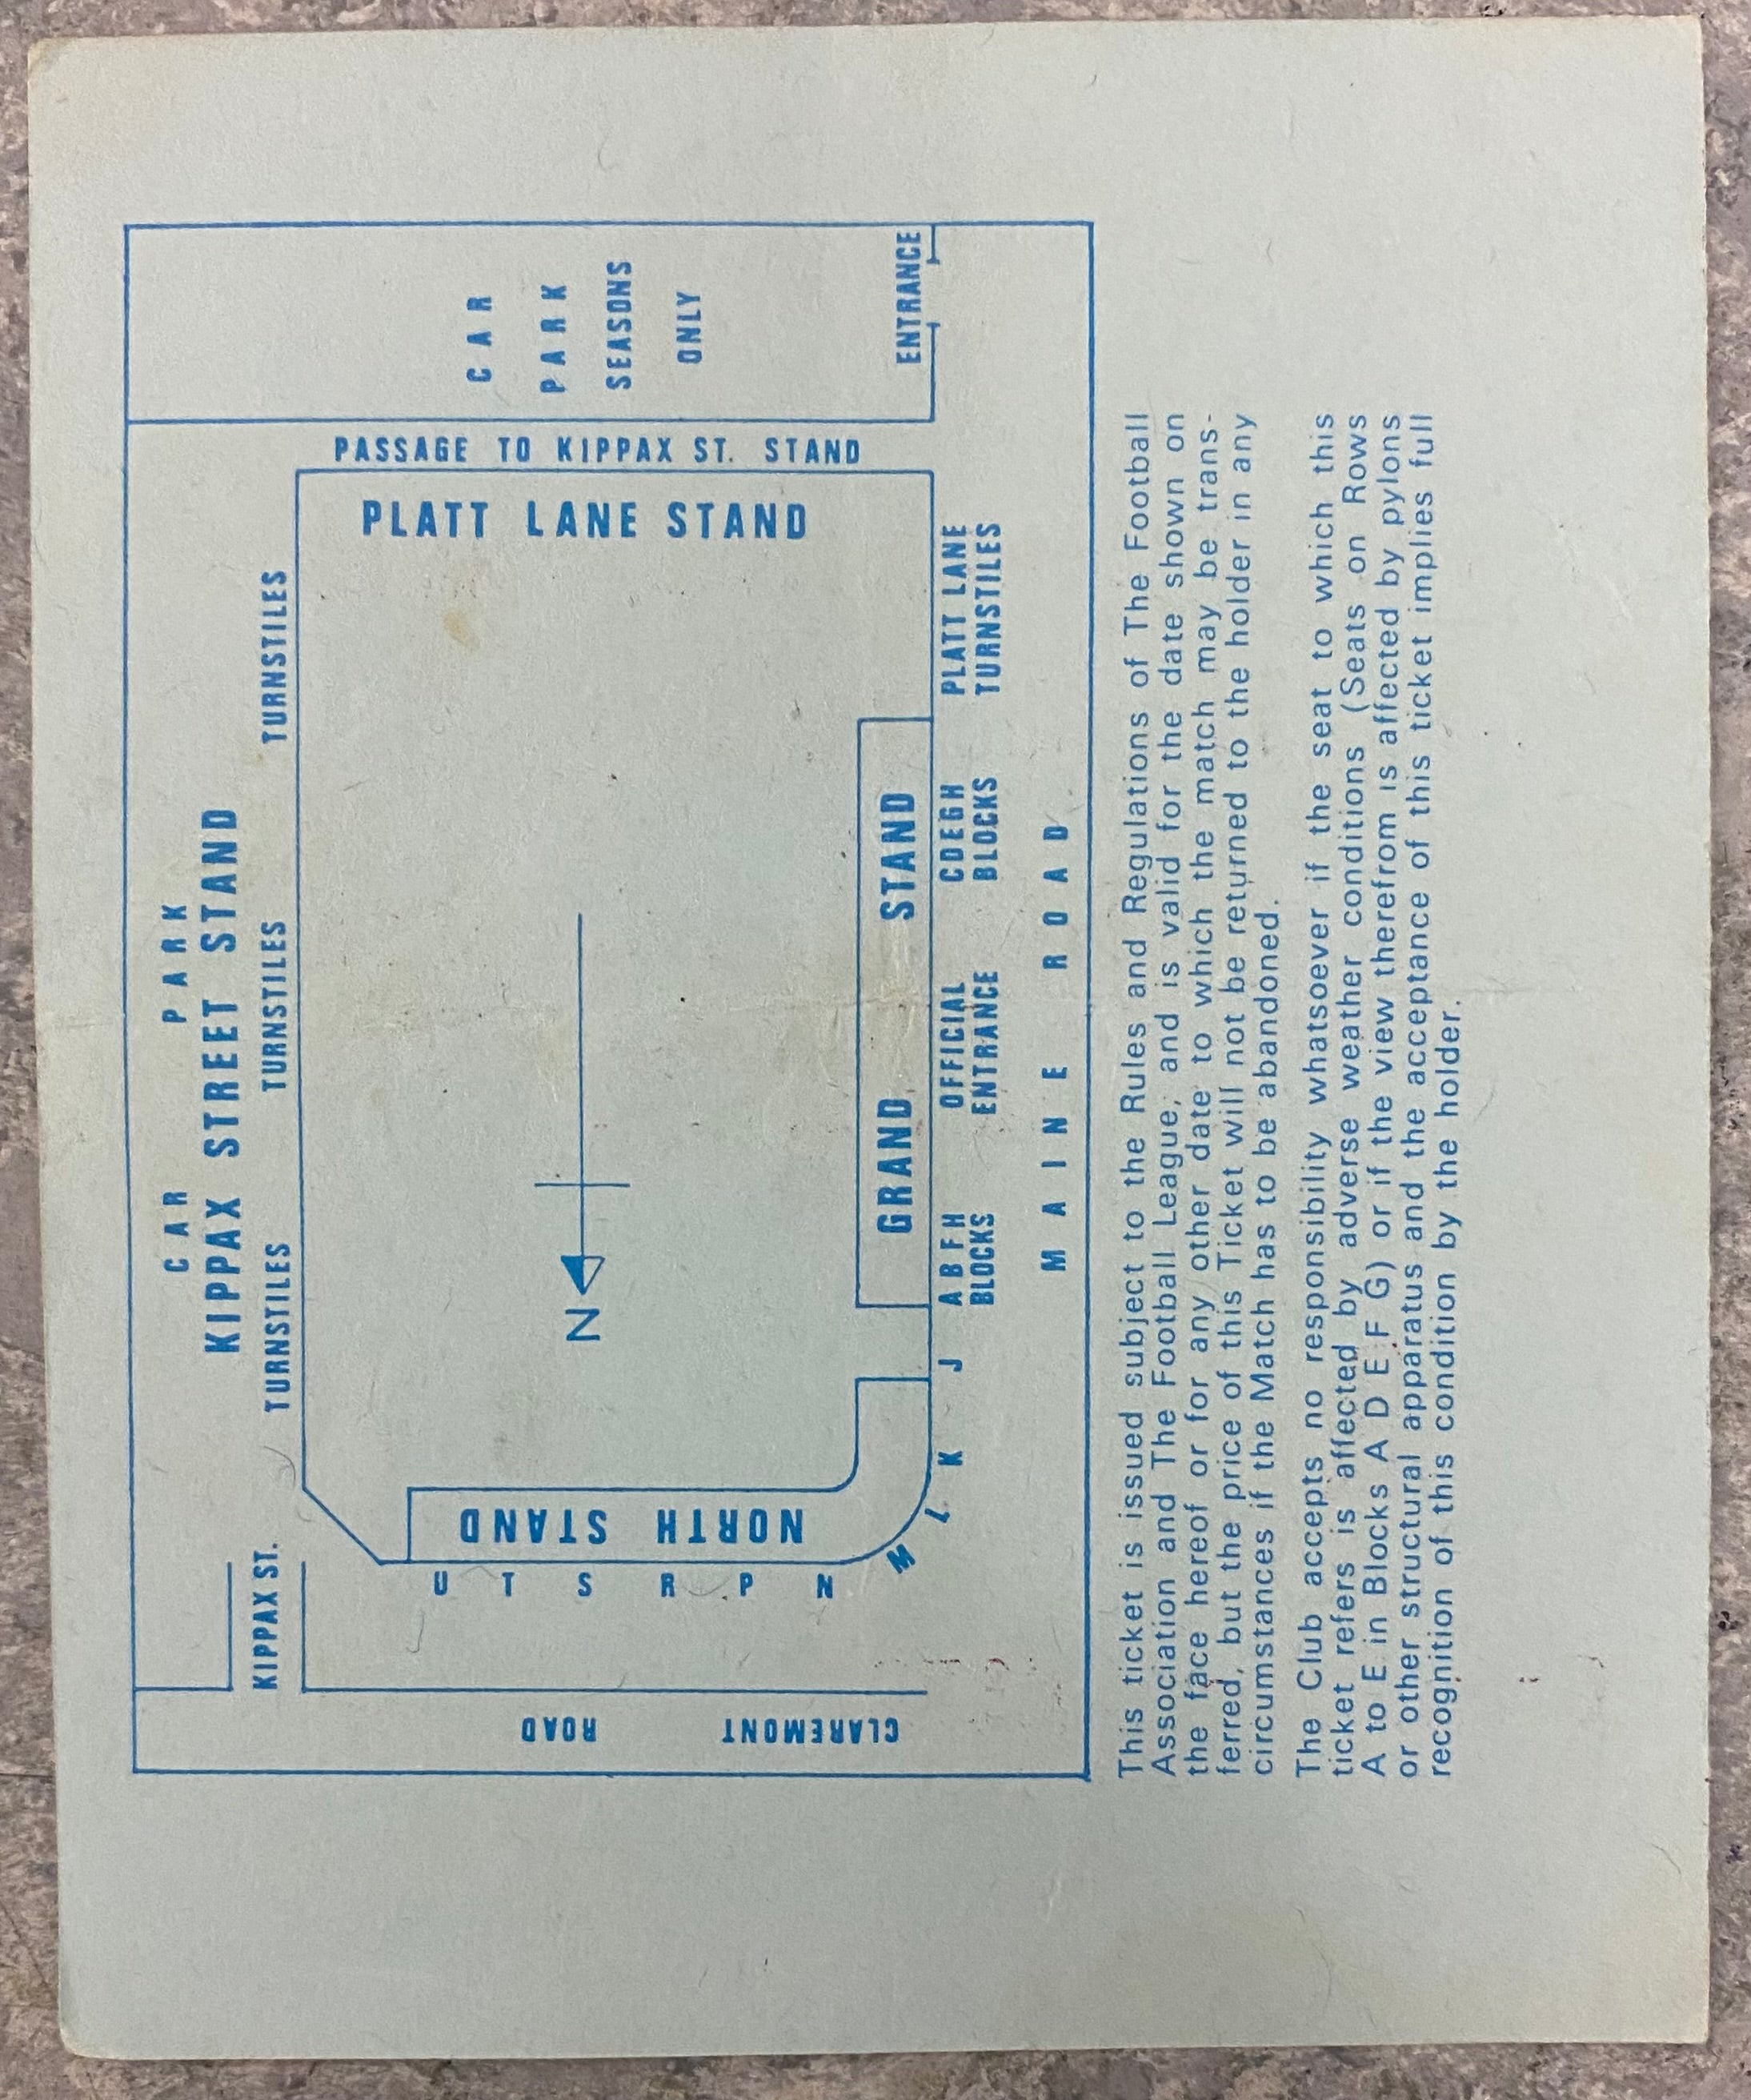 CAR PARK
KIPPAX STREET STAND
KIPPAX ST.
TURNSTILES TURNSTILES TURNSTILES
PASSAGE TO KIPPAX ST. STAND
PLATT LANE STAND
CAR
PARK
SEASONS
ONLY
ENTRANCE
N
CLAREMONT ROAD
NORTH STAND
U
T
S
R
P
N
M
L
K
J
GRAND STAND
A B F H
BLOCKS
OFFICIAL
ENTRANCE
CDEGH
BLOCKS
PLATT LANE
TURNSTILES
MAINE ROAD
This ticket is issued subject to the Rules and Regulations of The Football
Association and The Football League, and is valid for the date shown on
the face hereof or for any other date to which the match may be trans-
ferred, but the price of this Ticket will not be returned to the holder in any
circumstances if the Match has to be abandoned.
The Club accepts no responsibility whatsoever if the seat to which this
ticket refers is affected by adverse weather conditions (Seats on Rows
A to E in Blocks A D E F G) or if the view therefrom is affected by pylons
or other structural apparatus and the acceptance of this ticket implies full
recognition of this condition by the holder.